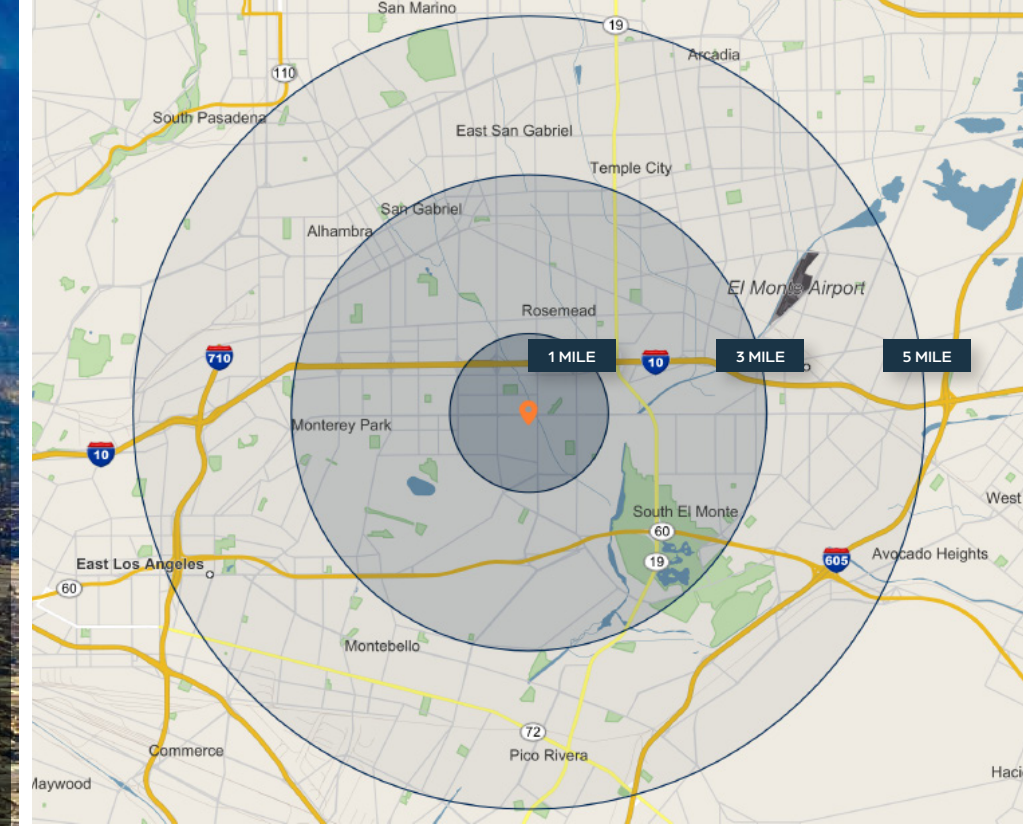 San Marino
19
Arcadia
110
South Pasadena
East San Gabriel
Temple City
San Gabriel
Alhambra
El Monte Airport
Rosemead
710
1 MILE
10
3 MILE
5 MILE
Monterey Park
10
West
South El Monte
60
Avocado Heights
East Los Angeles
19
605
60
Montebello
72
Commerce
Pico Rivera
Haci
Maywood